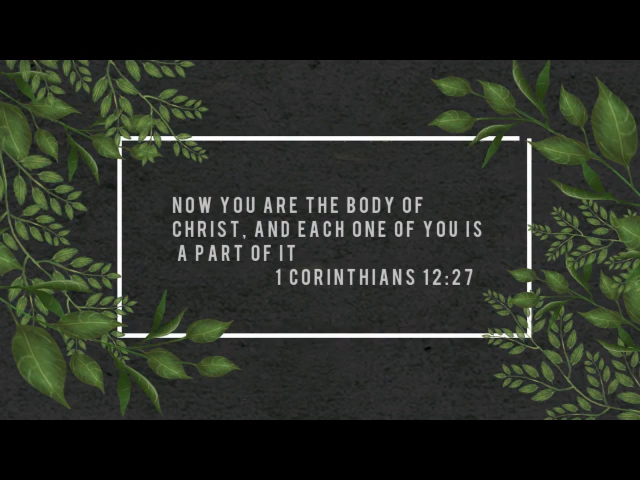 NOW YOU ARE THE BODY OF
CHRIST, AND EACH ONE OF YOU IS
A PART OF IT
1 CORINTHIANS 12:27